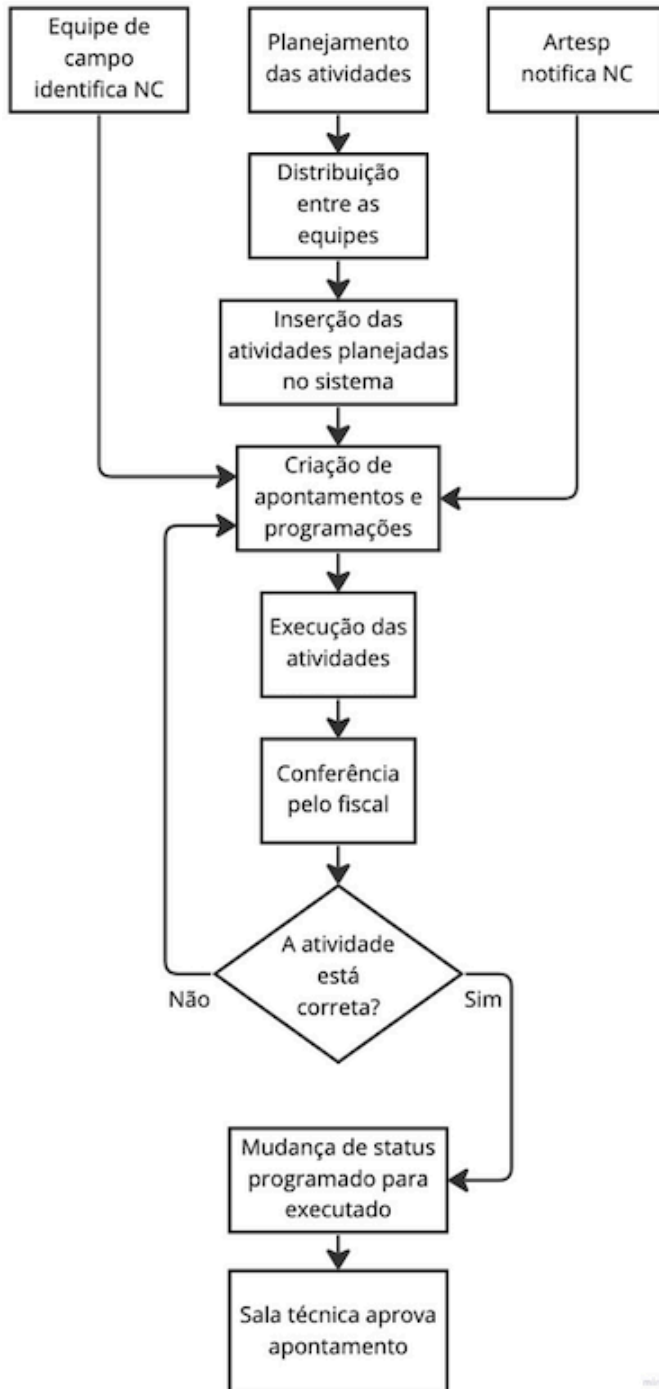 Equipe de
campo
identifica NC
Planejamento
das atividades
Artesp
notifica NC
Distribuição
entre as
equipes
Inserção das
atividades planejadas
no sistema
Criação de
apontamentos e
programações
Execução das
atividades
Conferência
pelo fiscal
A atividade
está
correta?
Não
Sim
Mudança de status
programado para
executado
Sala técnica aprova
apontamento